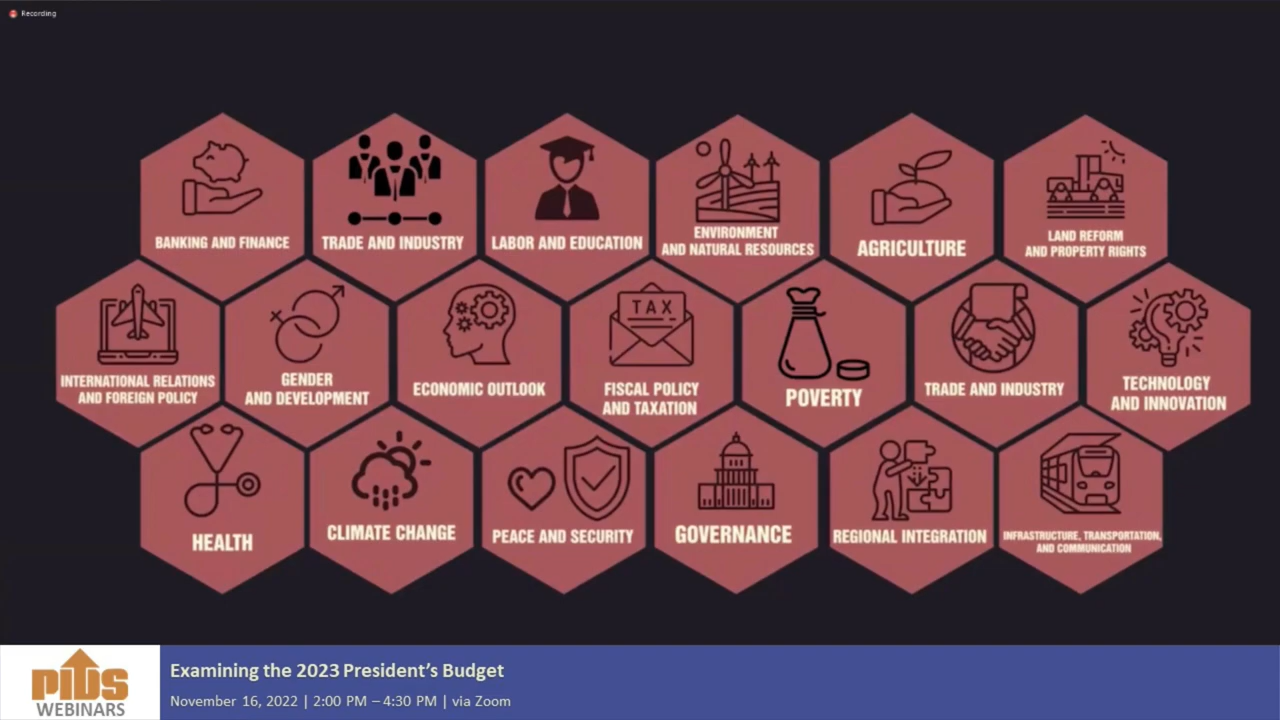 Recording
BANKING AND FINANCE
TRADE AND INDUSTRY
LABOR AND EDUCATION
ENVIRONMENT
AND NATURAL RESOURCES
AGRICULTURE
LAND REFORM
AND PROPERTY RIGHTS
INTERNATIONAL RELATIONS
AND FOREIGN POLICY
GENDER
AND DEVELOPMENT
ECONOMIC OUTLOOK
TAX
FISCAL POLICY
AND TAXATION
POVERTY
TRADE AND INDUSTRY
TECHNOLOGY
AND INNOVATION
HEALTH
CLIMATE CHANGE
PEACE AND SECURITY
GOVERNANCE
REGIONAL INTEGRATION
INFRASTRUCTURE, TRANSPORTATION,
AND COMMUNICATION
pids
WEBINARS
Examining the 2023 President's Budget
November 16, 2022 | 2:00 PM – 4:30 PM | via Zoom